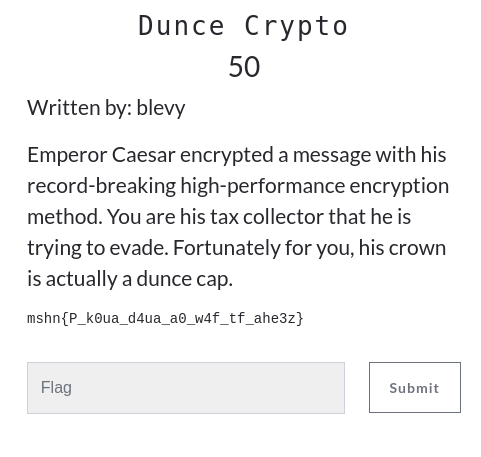 Dunce Crypto
50
Written by: blevy
Emperor Caesar encrypted a message with his
record-breaking high-performance encryption
method. You are his tax collector that he is
trying to evade. Fortunately for you, his crown
is actually a dunce cap.
mshn{P_k0ua_d4ua_a0_w4f_tf_ahe3z}
Flag
Submit